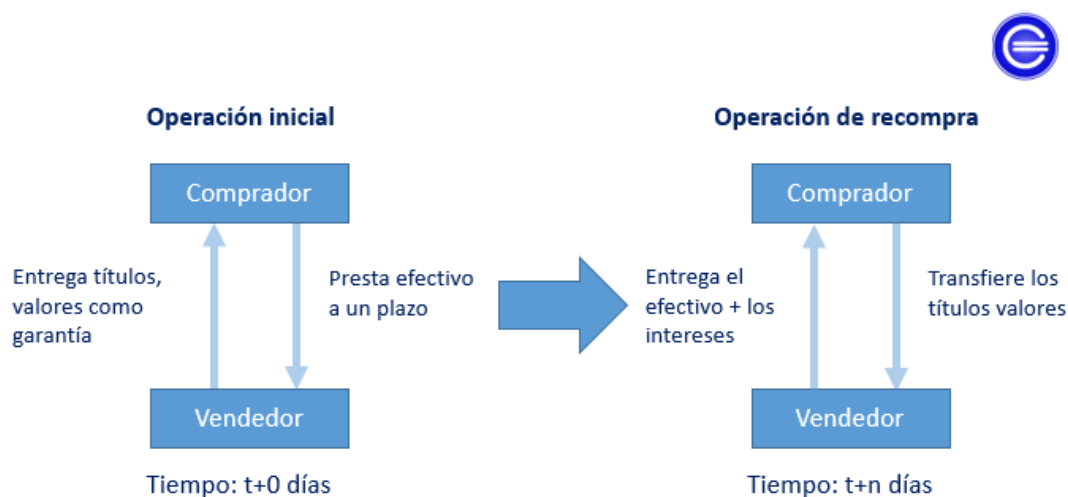 Operación inicial
Comprador
Entrega títulos,
valores como
garantía
Presta efectivo
a un plazo
Vendedor
Tiempo: t+0 días
Operación de recompra
Comprador
Entrega el
efectivo + los
intereses
Transfiere los
títulos valores
Vendedor
Tiempo: t+n días